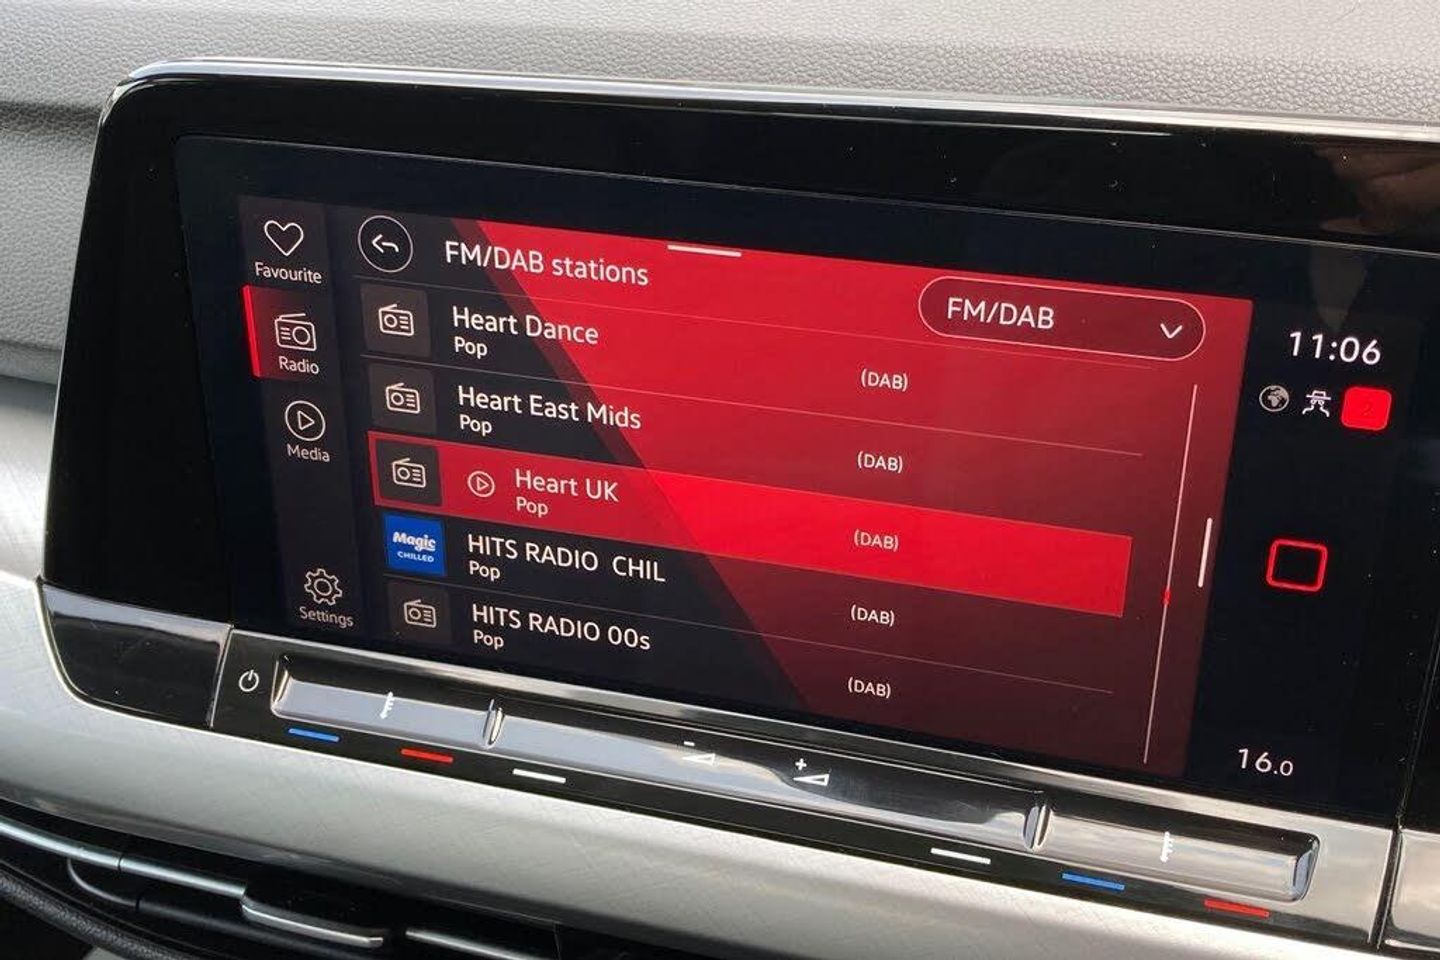 Favourite
Radio
Media
Settings
FM/DAB stations
FM/DAB
Heart Dance
Pop
(DAB)
Heart East Mids
Pop
(DAB)
Heart UK
Pop
(DAB)
Magic
CHILLED
HITS RADIO  CHIL
Pop
(DAB)
HITS RADIO 00s
Pop
(DAB)
11:06
2
16.0